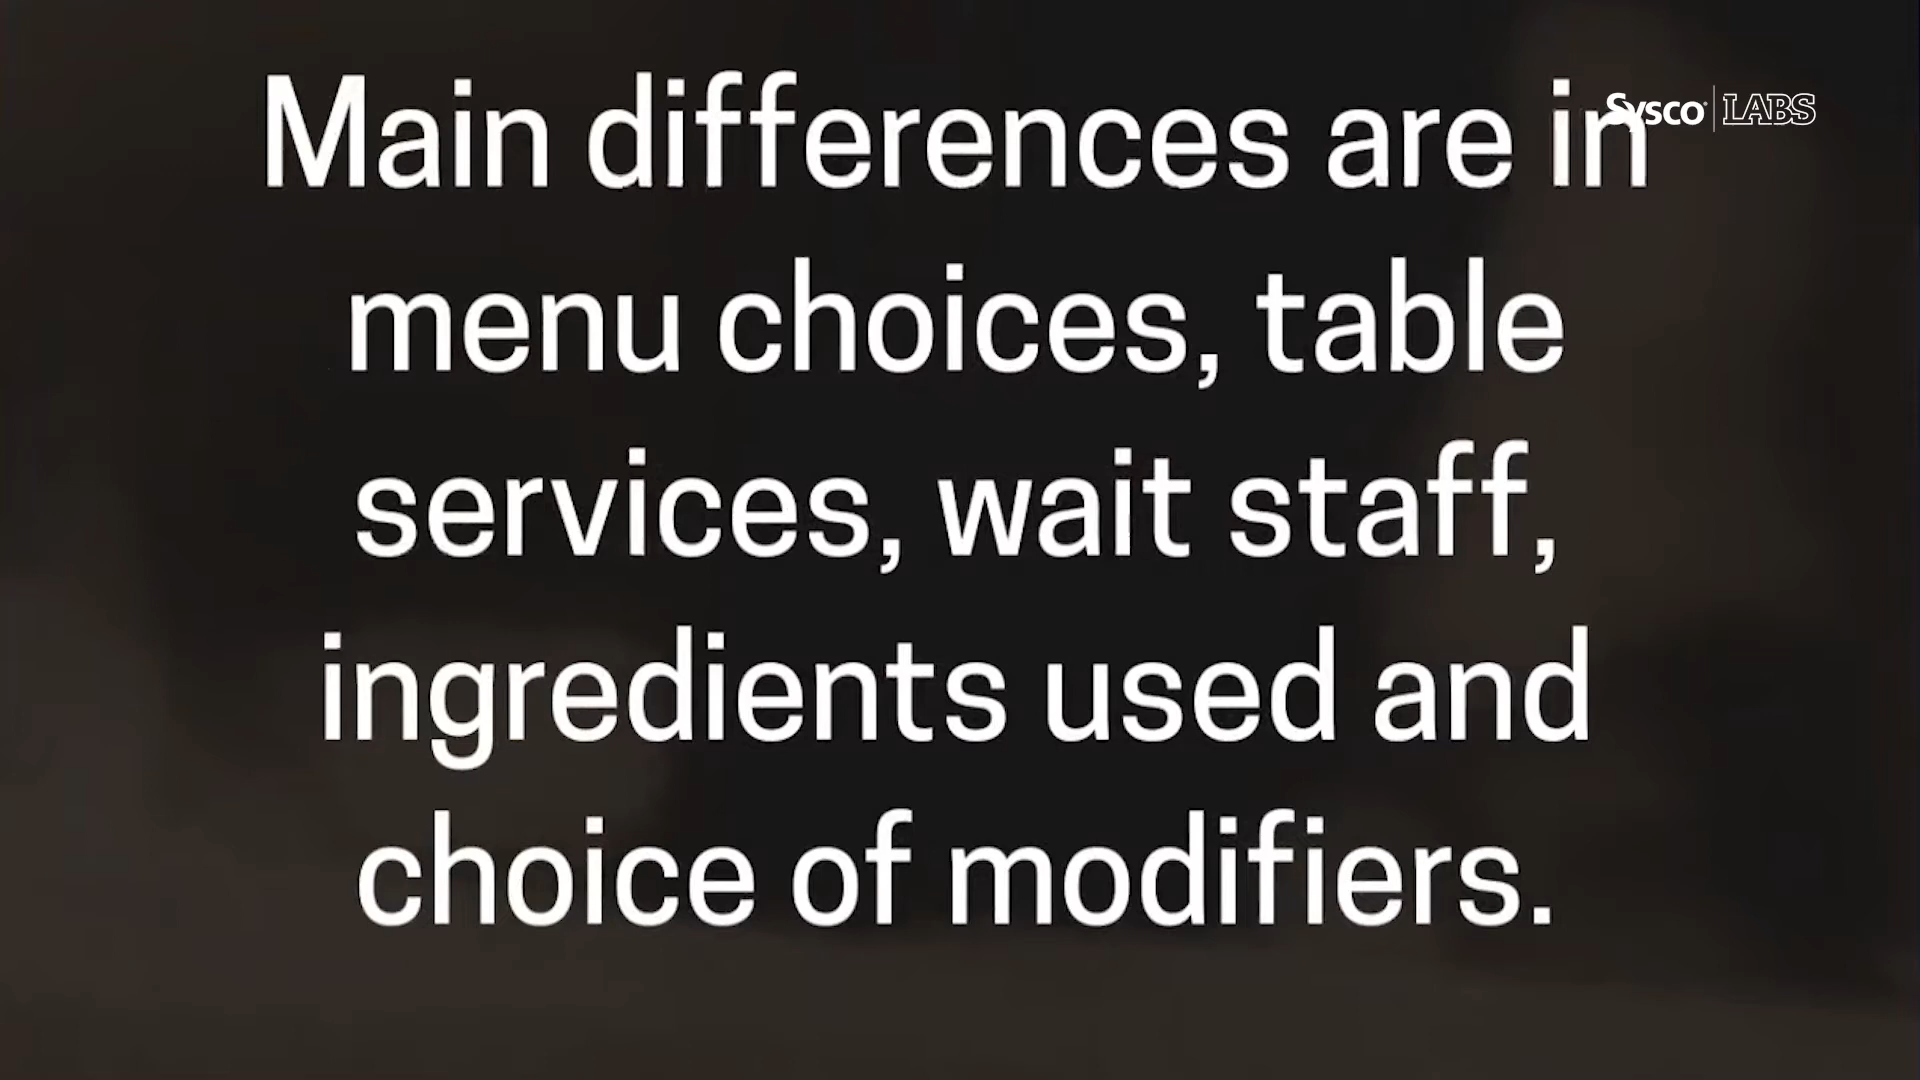 Main differences are in
Sysco | LABS
menu choices, table
services, wait staff,
ingredients used and
choice of modifiers.